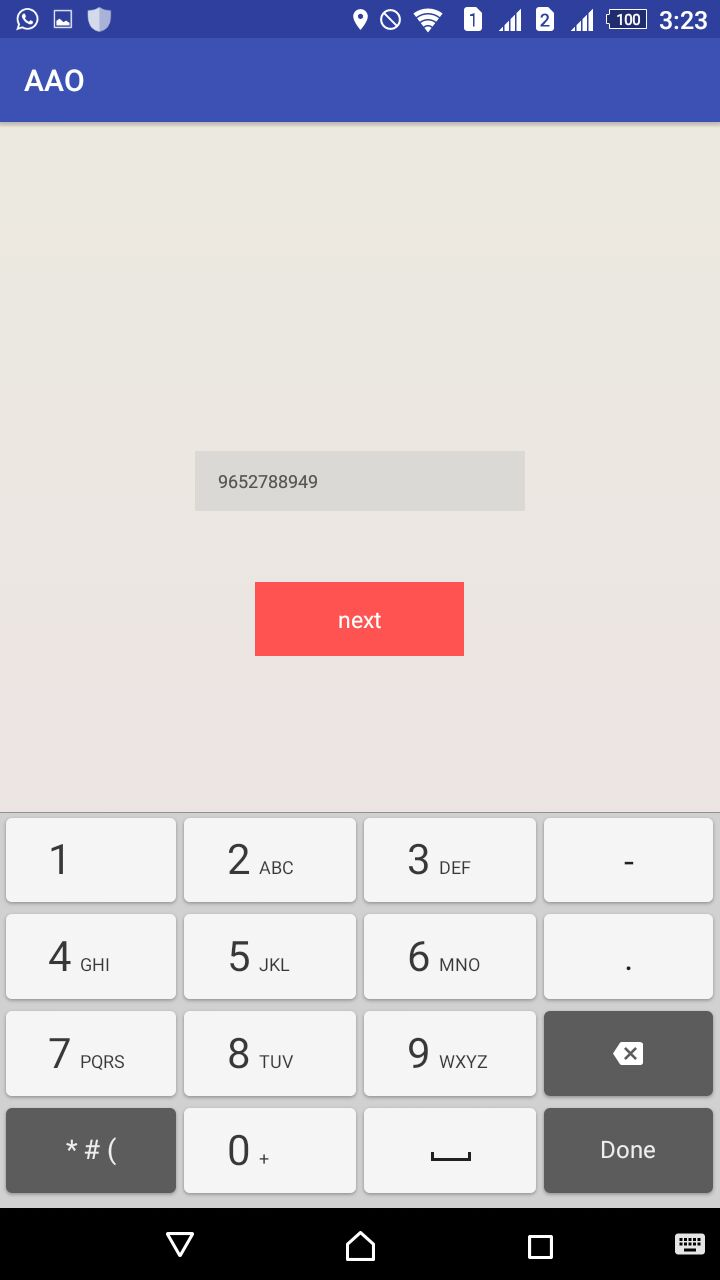 1 2 100 3:23
AAO
9652788949
next
1 2 ABC 3 DEF -
4 GHI 5 JKL 6 MNO .
7 PQRS 8 TUV 9 WXYZ
* # ( 0 + Done